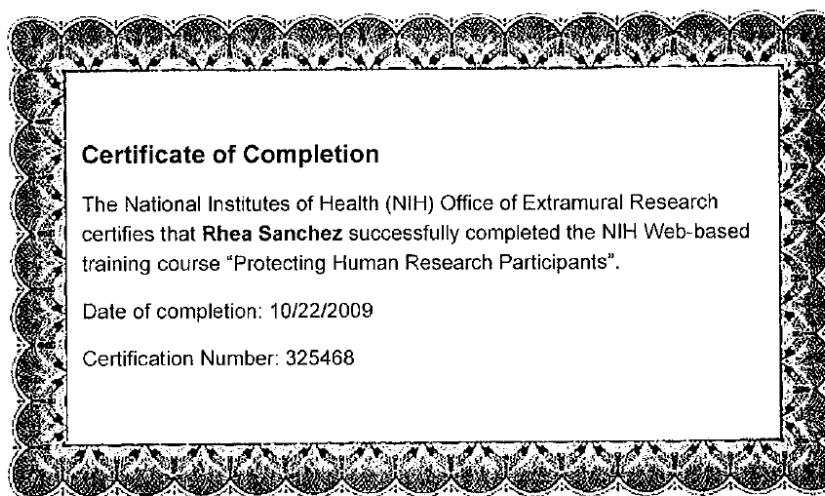 Certificate of Completion
The National Institutes of Health (NIH) Office of Extramural Research
certifies that Rhea Sanchez successfully completed the NIH Web-based
training course “Protecting Human Research Participants”.
Date of completion: 10/22/2009
Certification Number: 325468